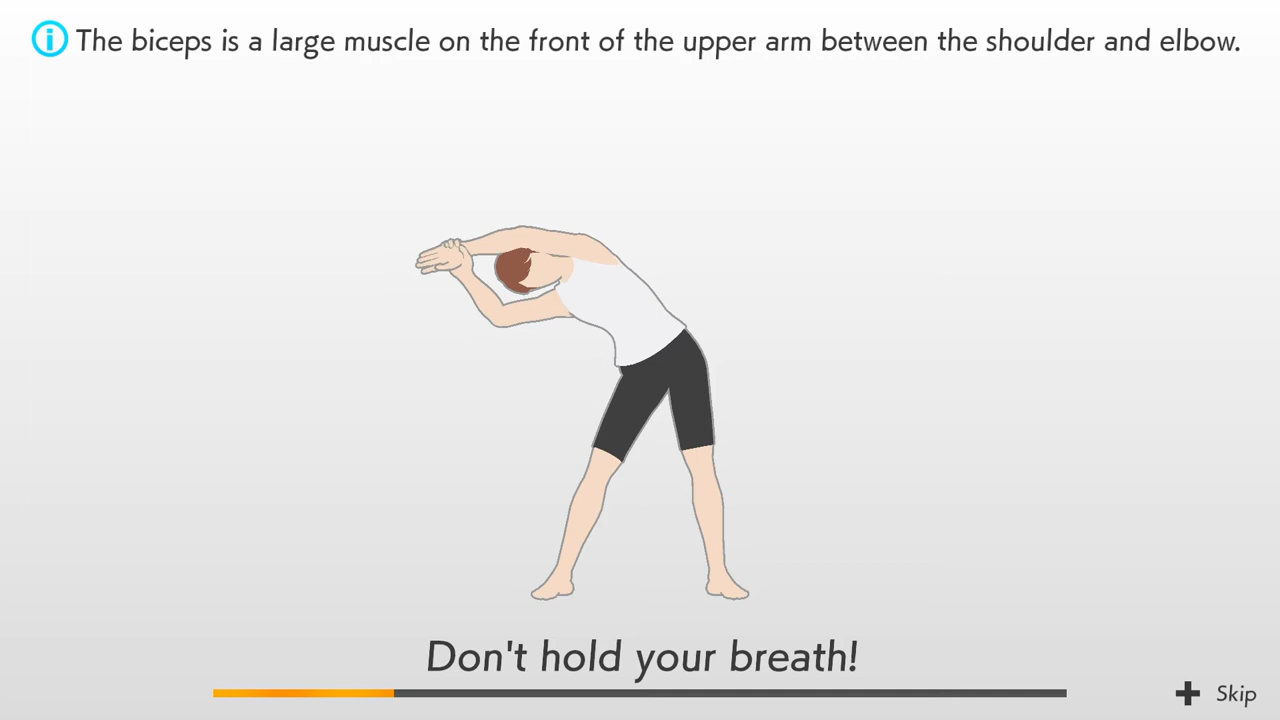 The biceps is a large muscle on the front of the upper arm between the shoulder and elbow.
Don't hold your breath!
Skip